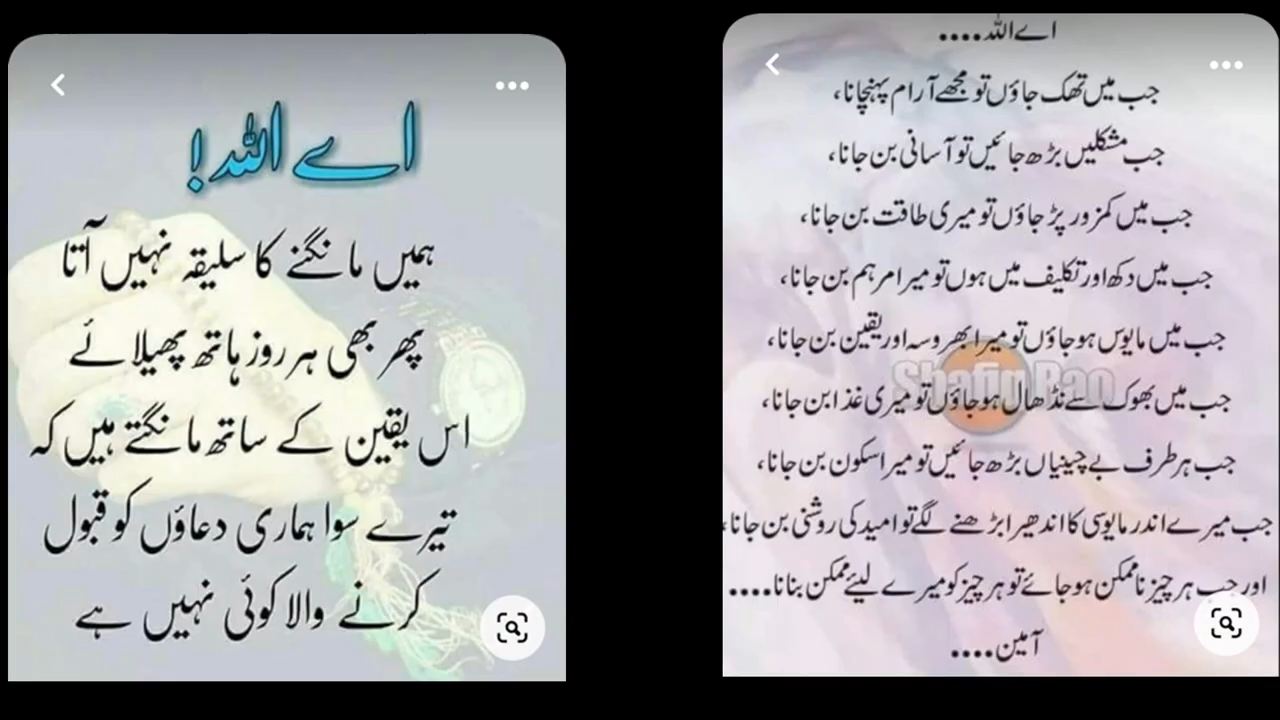 اے اللہ!
ہمیں مانگنے کا سلیقہ نہیں آتا
پھر بھی ہر روز ہاتھ پھیلائے
اس یقین کے ساتھ مانگتے ہیں کہ
تیرے سوا ہماری دعاؤں کو قبول
کرنے والا کوئی نہیں ہے
اے اللہ....
جب میں تھک جاؤں تو مجھے آرام پہنچانا،
جب مشکلیں بڑھ جائیں تو آسانی بن جانا،
جب میں کمزور پڑ جاؤں تو میری طاقت بن جانا،
جب میں دکھ اور تکلیف میں ہوں تو میرا مرہم بن جانا،
جب میں مایوس ہو جاؤں تو میرا بھروسہ اور یقین بن جانا،
Shafiq Rao
جب میں بھوک سے نڈھال ہو جاؤں تو میری غذا بن جانا،
جب ہر طرف بے چینیاں بڑھ جائیں تو میرا سکون بن جانا،
جب میرے اندر مایوسی کا اندھیرا بڑھنے لگے تو امید کی روشنی بن جانا،
اور جب ہر چیز ناممکن ہو جائے تو ہر چیز کو میرے لیئے ممکن بنانا....
آمین....